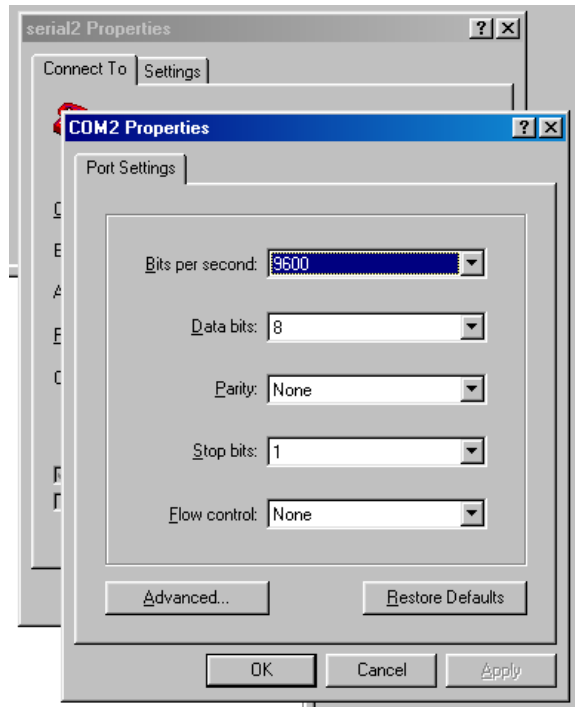 serial2 Properties
Connect To Settings
COM2 Properties
Port Settings
Bits per second: 9600
Data bits: 8
Parity: None
Stop bits: 1
Flow control: None
Advanced...
Restore Defaults
OK
Cancel
Apply